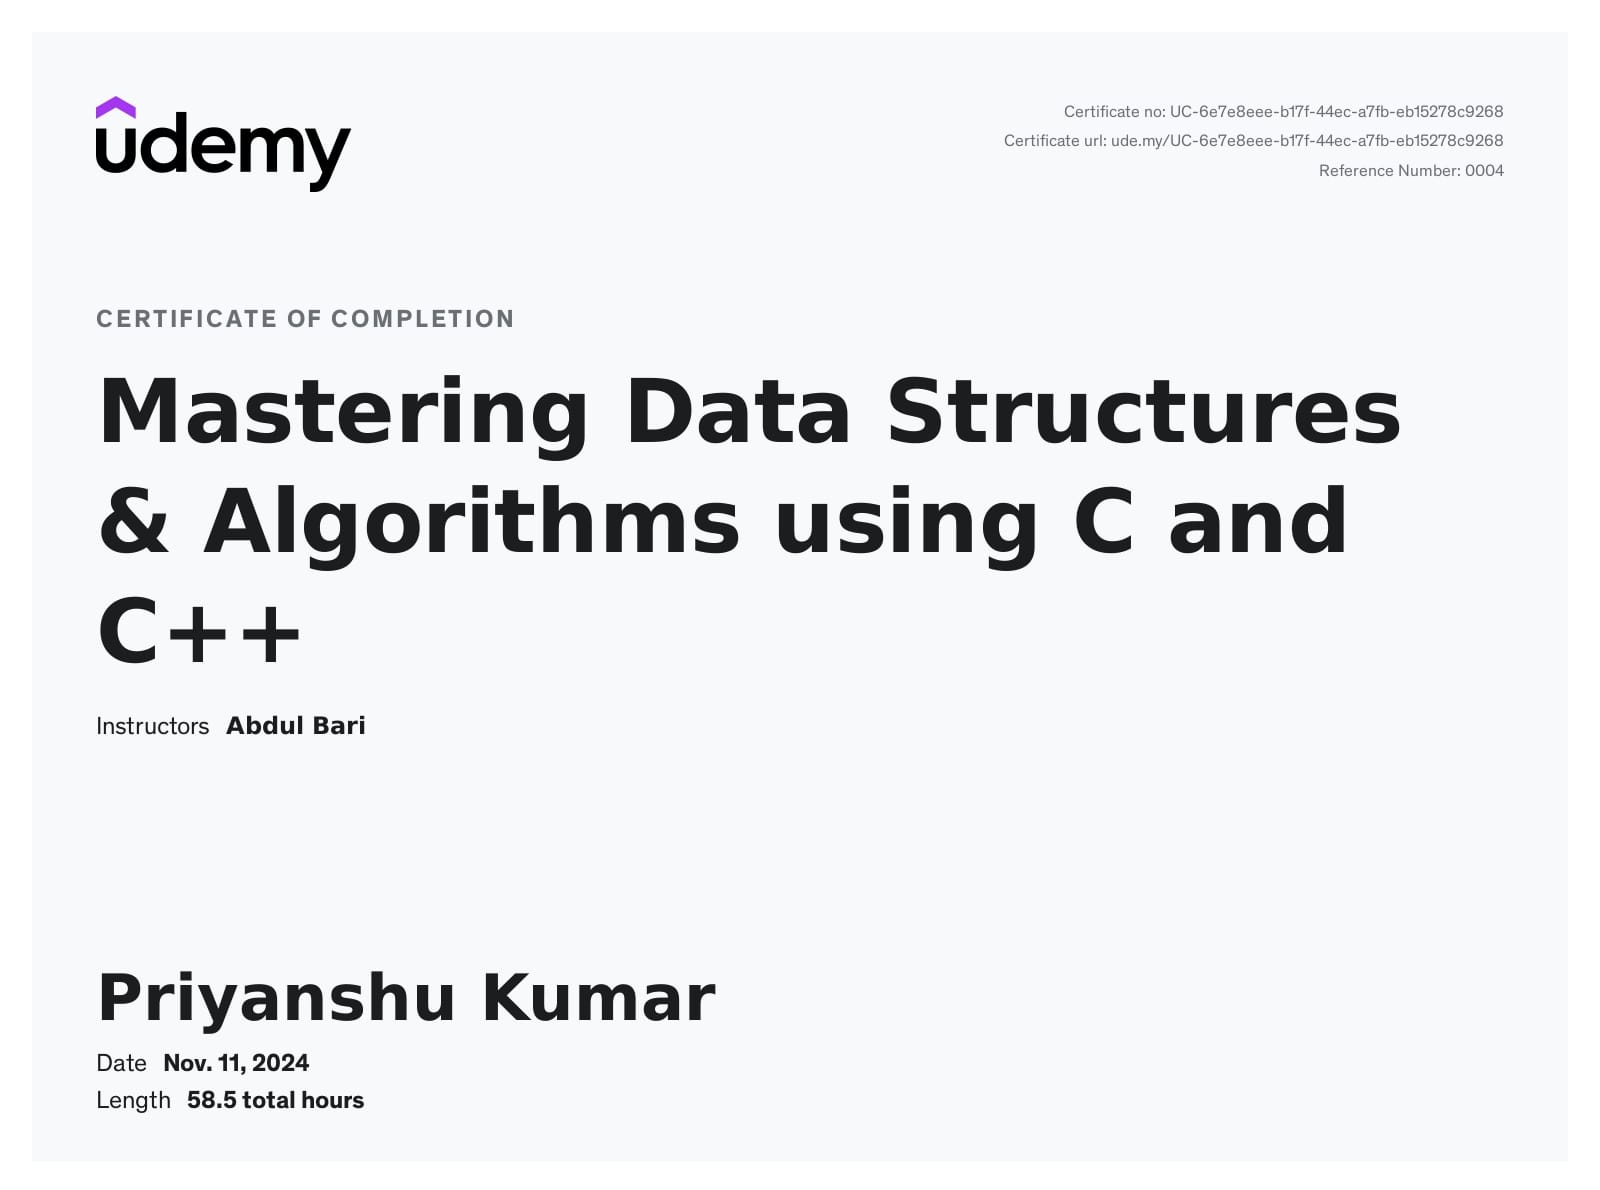 udemy
Certificate no: UC-6e7e8eee-b17f-44ec-a7fb-eb15278c9268
Certificate url: ude.my/UC-6e7e8eee-b17f-44ec-a7fb-eb15278c9268
Reference Number: 0004
CERTIFICATE OF COMPLETION
Mastering Data Structures
& Algorithms using C and
C++
Instructors Abdul Bari
Priyanshu Kumar
Date Nov. 11, 2024
Length 58.5 total hours